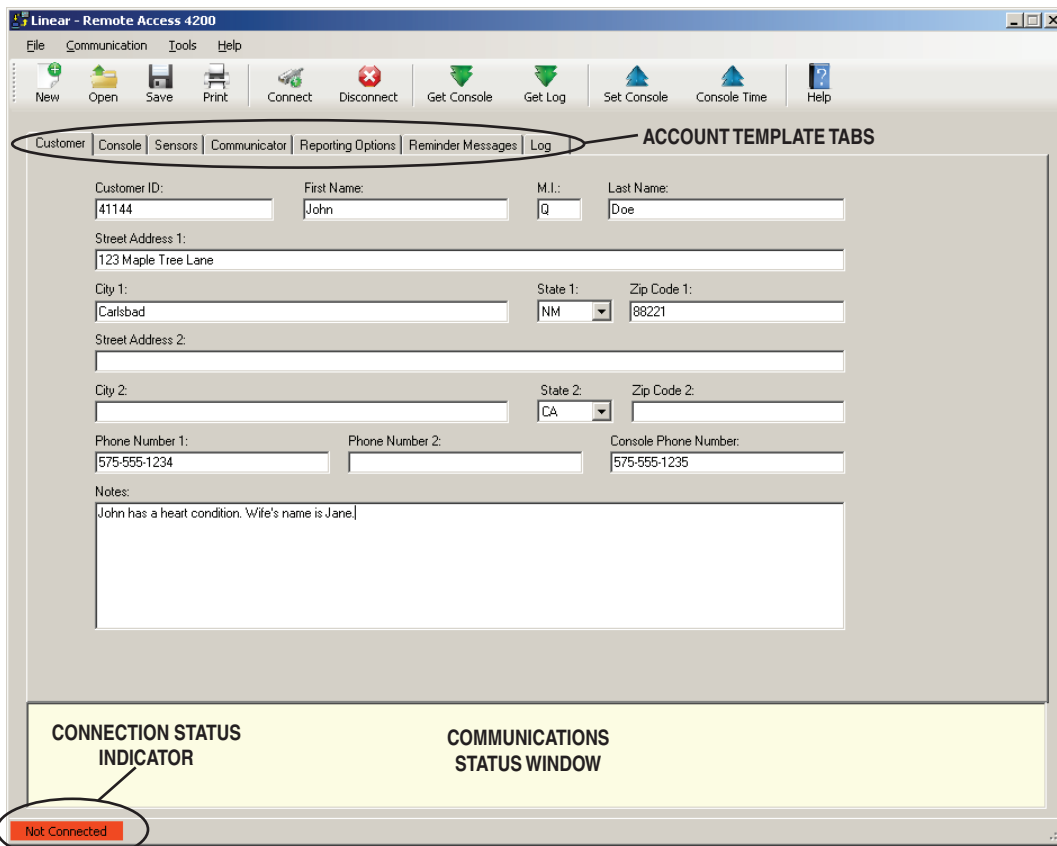 Linear - Remote Access 4200
File Communication Tools Help
New Open Save Print Connect Disconnect Get Console Get Log Set Console Console Time Help
ACCOUNT TEMPLATE TABS
Customer Console Sensors Communicator Reporting Options Reminder Messages Log
Customer ID: First Name: M.I.: Last Name:
41144 John Q Doe
Street Address 1:
123 Maple Tree Lane
City 1: State 1: Zip Code 1:
Carlsbad NM 88221
Street Address 2:
City 2: State 2: Zip Code 2:
CA
Phone Number 1: Phone Number 2: Console Phone Number:
575-555-1234 575-555-1235
Notes:
John has a heart condition. Wife's name is Jane.
CONNECTION STATUS
INDICATOR
COMMUNICATIONS
STATUS WINDOW
Not Connected